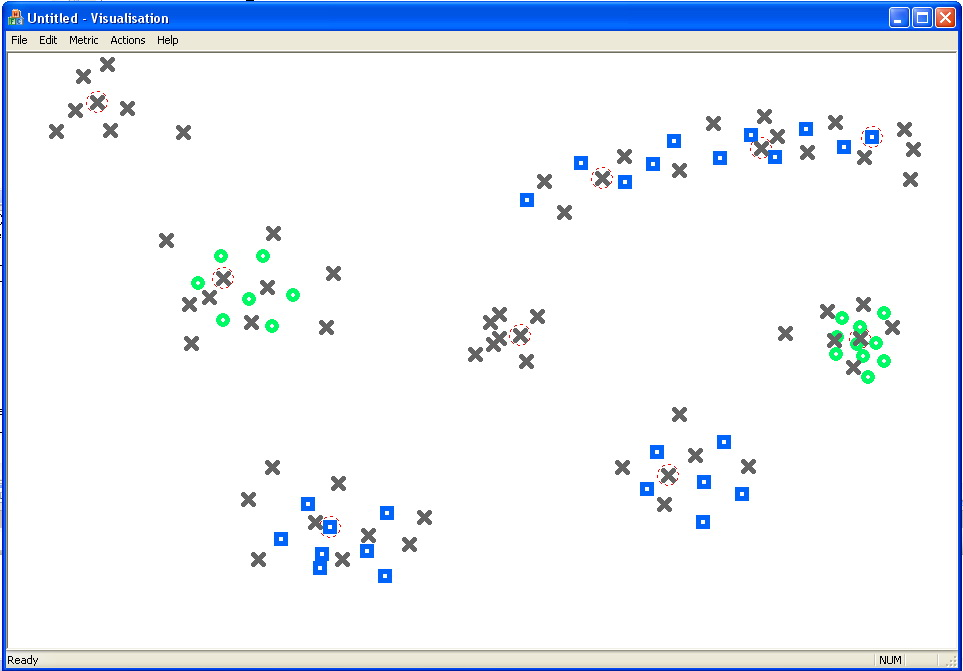 Untitled - Visualisation
File Edit Metric Actions Help
Ready NUM